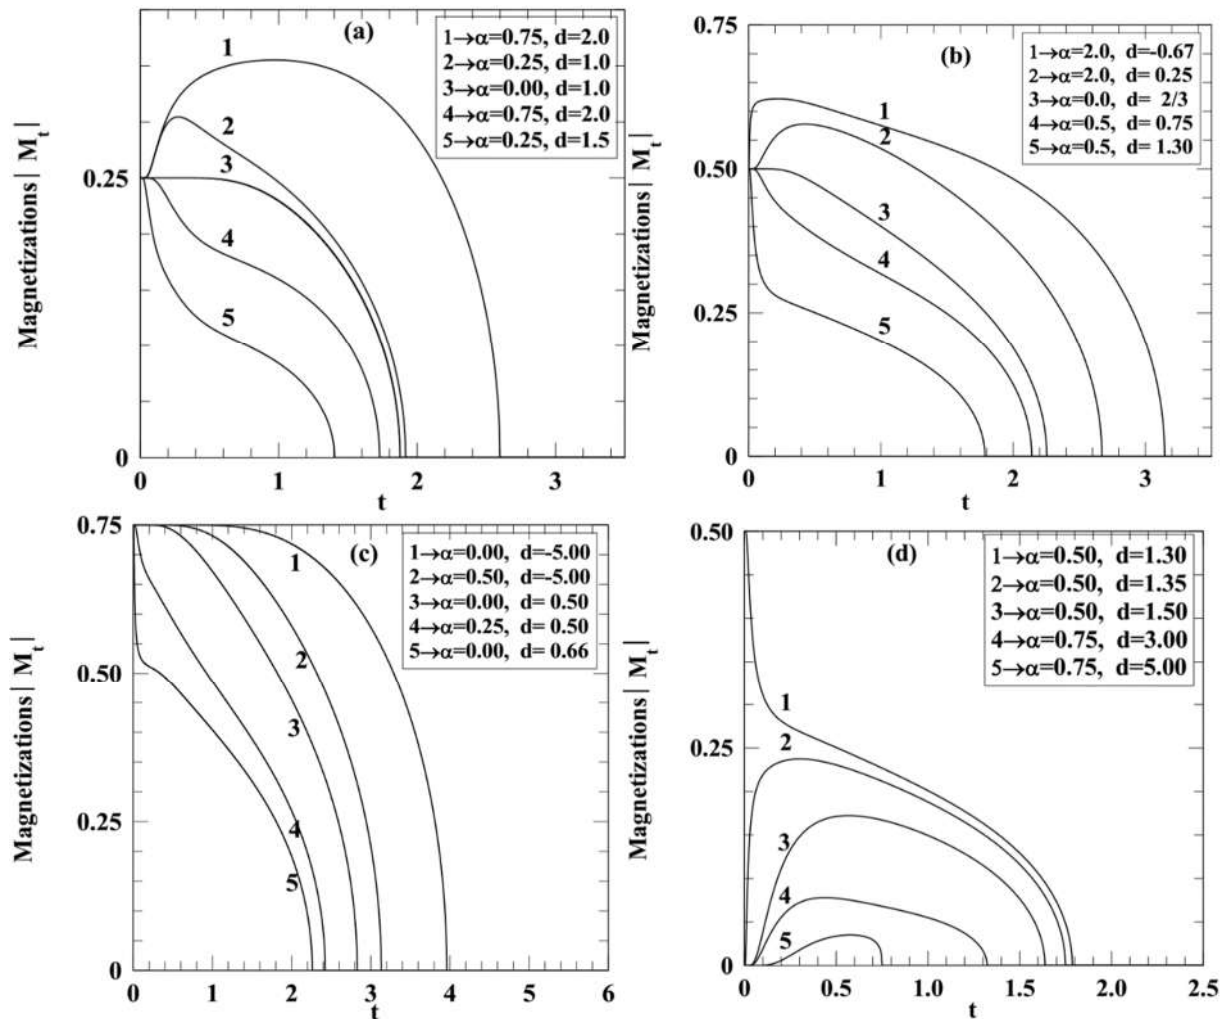 (a)
1→α=0.75, d=2.0
2→α=0.25, d=1.0
3→α=0.00, d=1.0
4→α=0.75, d=2.0
5→α=0.25, d=1.5
Magnetizations | M_t|
0.25
0
1
2
3
4
5
0
1
2
3
t
(b)
1→α=2.0, d=-0.67
2→α=2.0, d= 0.25
3→α=0.0, d= 2/3
4→α=0.5, d= 0.75
5→α=0.5, d= 1.30
Magnetizations | M_t|
0.75
0.50
0.25
0
1
2
3
4
5
0
1
2
3
t
(c)
1→α=0.00, d=-5.00
2→α=0.50, d=-5.00
3→α=0.00, d= 0.50
4→α=0.25, d= 0.50
5→α=0.00, d= 0.66
Magnetizations | M_t|
0.75
0.50
0.25
0
1
2
3
4
5
0
1
2
3
4
5
6
t
(d)
1→α=0.50, d=1.30
2→α=0.50, d=1.35
3→α=0.50, d=1.50
4→α=0.75, d=3.00
5→α=0.75, d=5.00
Magnetizations | M_t|
0.50
0.25
0
1
2
3
4
5
0
0.5
1.0
1.5
2.0
2.5
t